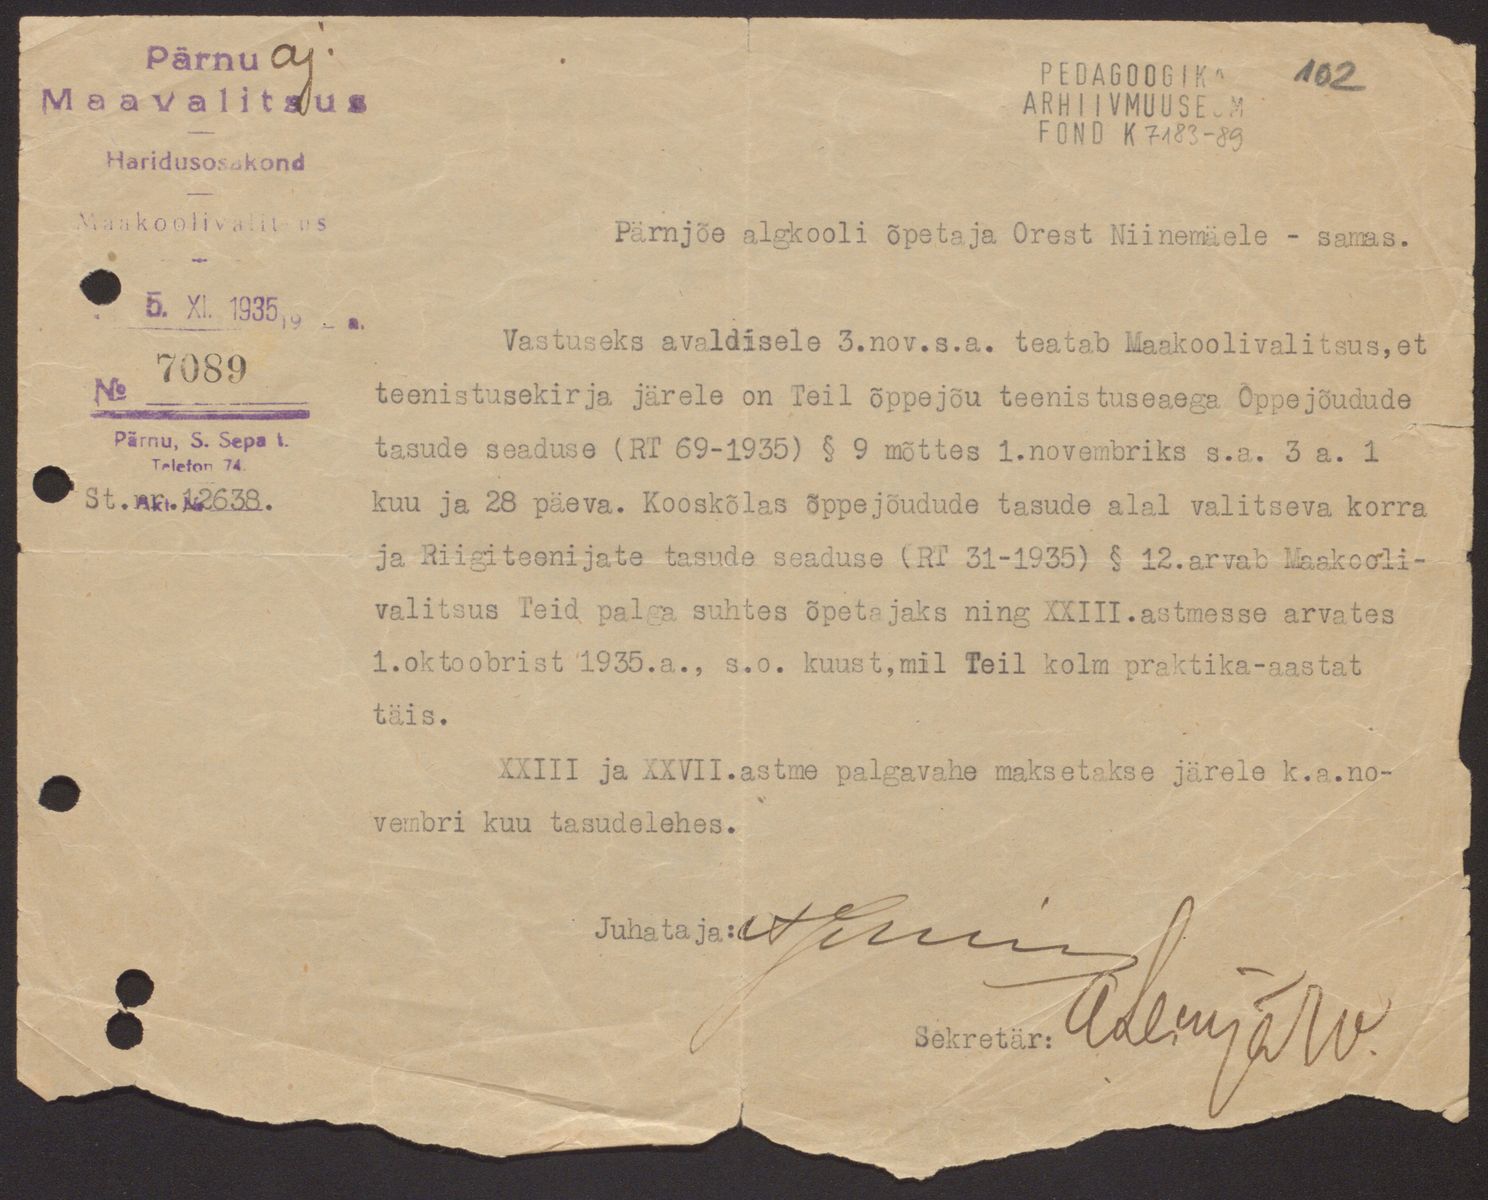 Pärnu aj.
Maavalitsus
Haridusosakond
Maakoolivalitsus
5. XI. 1935 19 a.
№ 7089
Pärnu, S. Sepa t.
Telefon 74.
Akt №
St.nr.12638.
PEDAGOOGIKA
ARHIIVMUUSEUM
FOND K 7183-89
102
Pärnjõe algkooli õpetaja Orest Niinemäele - samas.
Vastuseks avaldisele 3.nov.s.a. teatab Maakoolivalitsus,et
teenistusekirja järele on Teil õppejõu teenistuseaega Õppejõudude
tasude seaduse (RT 69-1935) § 9 mõttes 1.novembriks s.a. 3 a. 1
kuu ja 28 päeva. Kooskõlas õppejõudude tasude alal valitseva korra
ja Riigiteenijate tasude seaduse (RT 31-1935) § 12.arvab Maakooli-
valitsus Teid palga suhtes õpetajaks ning XXIII.astmesse arvates
1.oktoobrist 1935.a., s.o. kuust,mil Teil kolm praktika-aastat
täis.
XXIII ja XXVII.astme palgavahe maksetakse järele k.a.no-
vembri kuu tasudelehes.
Juhataja:
Sekretär: